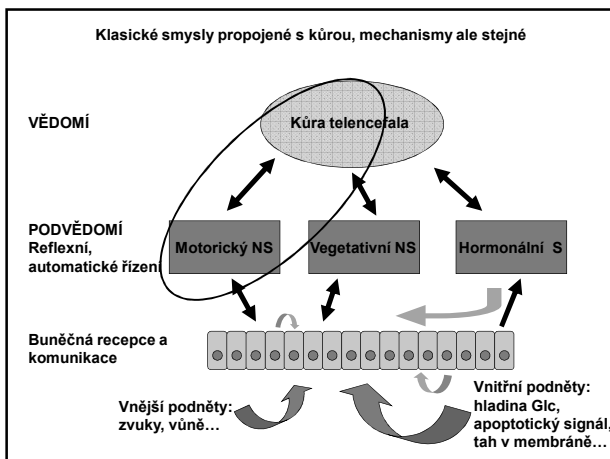 Klasické smysly propojené s kůrou, mechanismy ale stejné
VĚDOMÍ
Kůra telencefala
PODVĚDOMÍ
Reflexní,
automatické řízení
Motorický NS
Vegetativní NS
Hormonální S
Buněčná recepce a
komunikace
Vnější podněty:
zvuky, vůně…
Vnitřní podněty:
hladina Glc,
apoptotický signál,
tah v membráně…